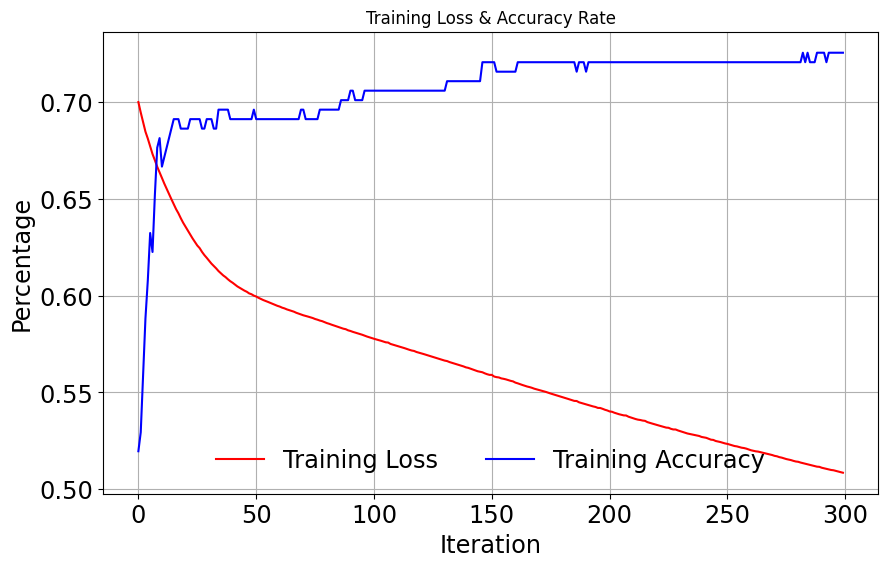 Training Loss & Accuracy Rate
Percentage
0.70
0.65
0.60
0.55
0.50
Training Loss Training Accuracy
0 50 100 150 200 250 300
Iteration